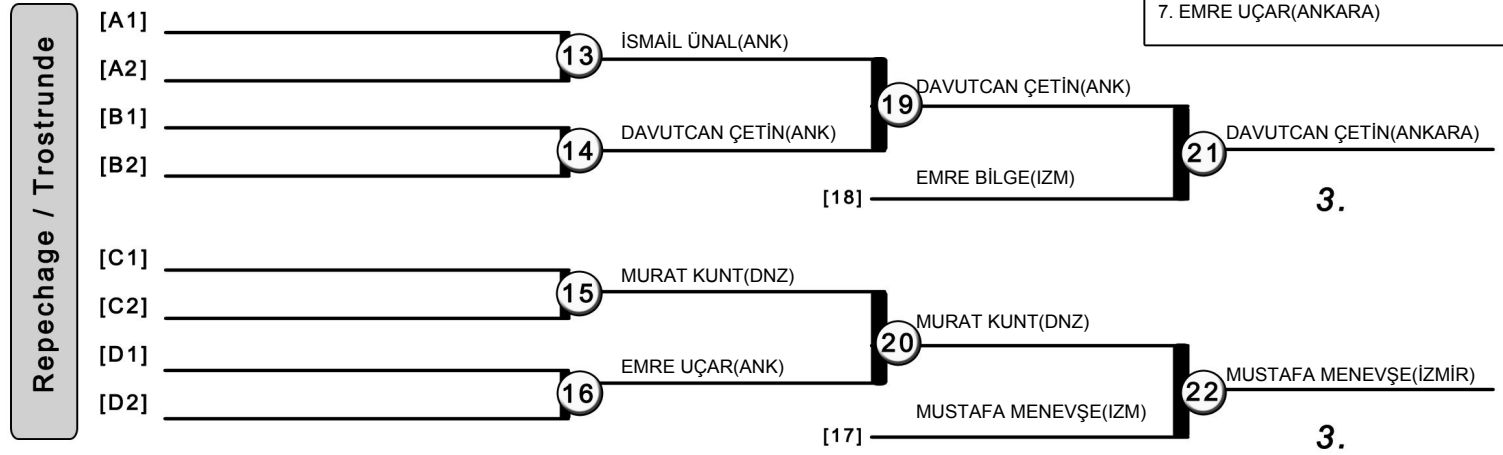 7. EMRE UÇAR(ANKARA)
Repechage / Trostrunde
[A1]
[A2]
13
İSMAİL ÜNAL(ANK)
[B1]
[B2]
14
DAVUTCAN ÇETİN(ANK)
19
DAVUTCAN ÇETİN(ANK)
[18]
EMRE BİLGE(IZM)
21
DAVUTCAN ÇETİN(ANKARA)
3.
[C1]
[C2]
15
MURAT KUNT(DNZ)
[D1]
[D2]
16
EMRE UÇAR(ANK)
20
MURAT KUNT(DNZ)
[17]
MUSTAFA MENEVŞE(IZM)
22
MUSTAFA MENEVŞE(İZMİR)
3.